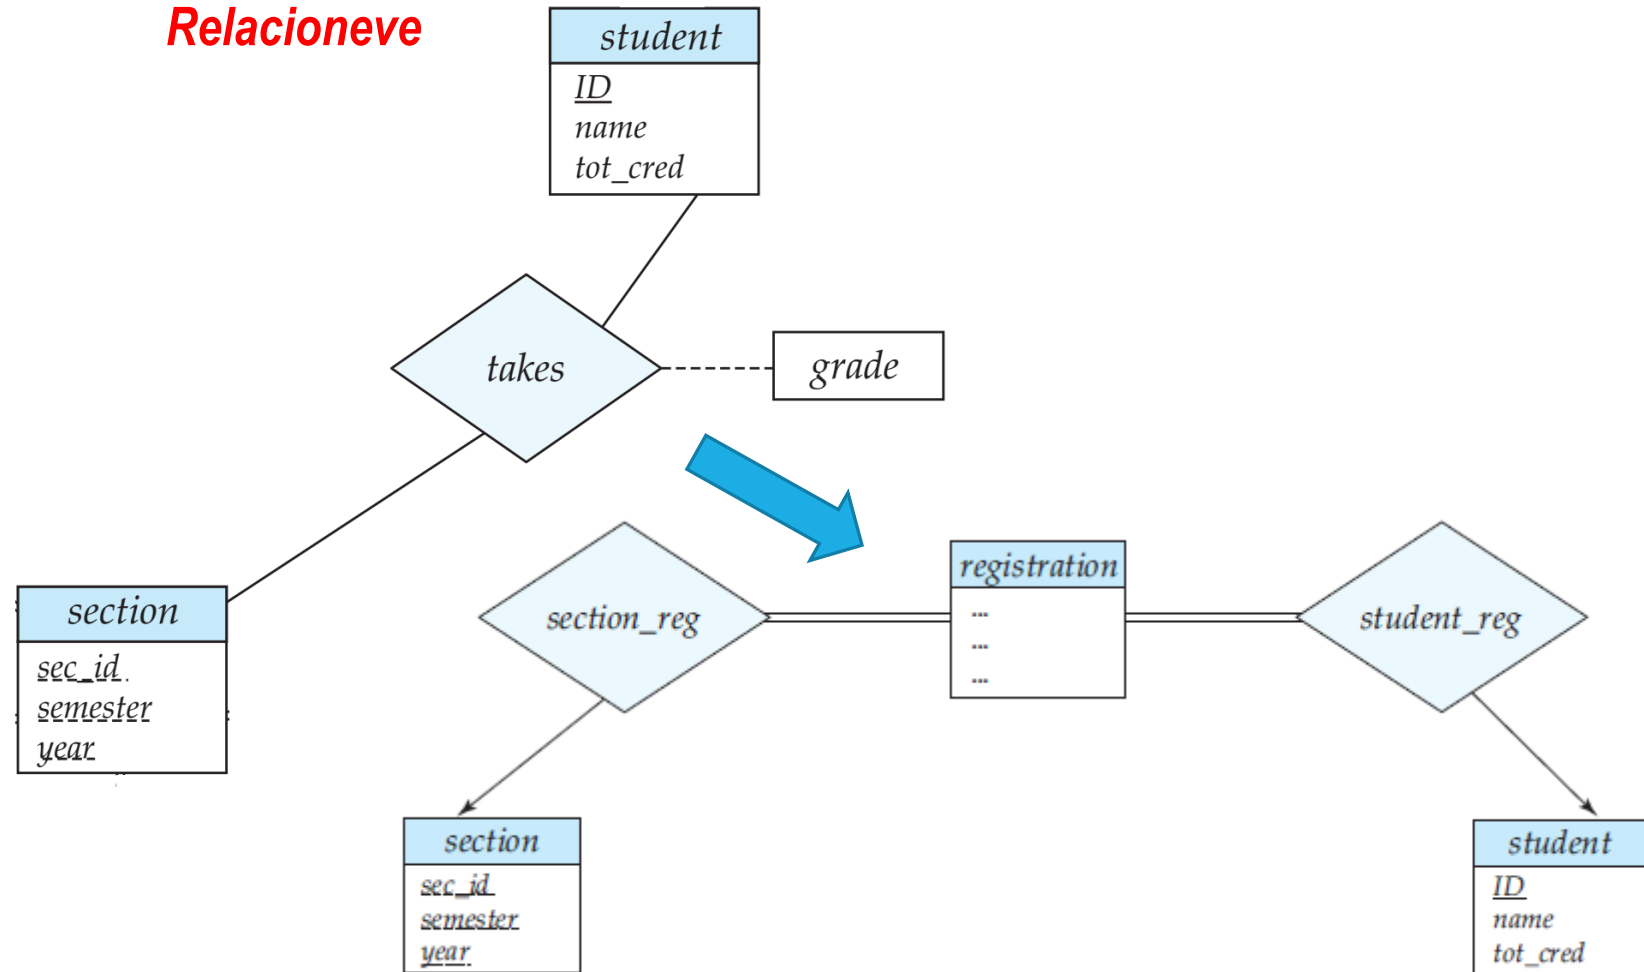 Relacioneve
student
ID
name
tot_cred
takes
grade
section
sec_id
semester
year
section_reg
registration
...
...
...
student_reg
section
sec_id
semester
year
student
ID
name
tot_cred